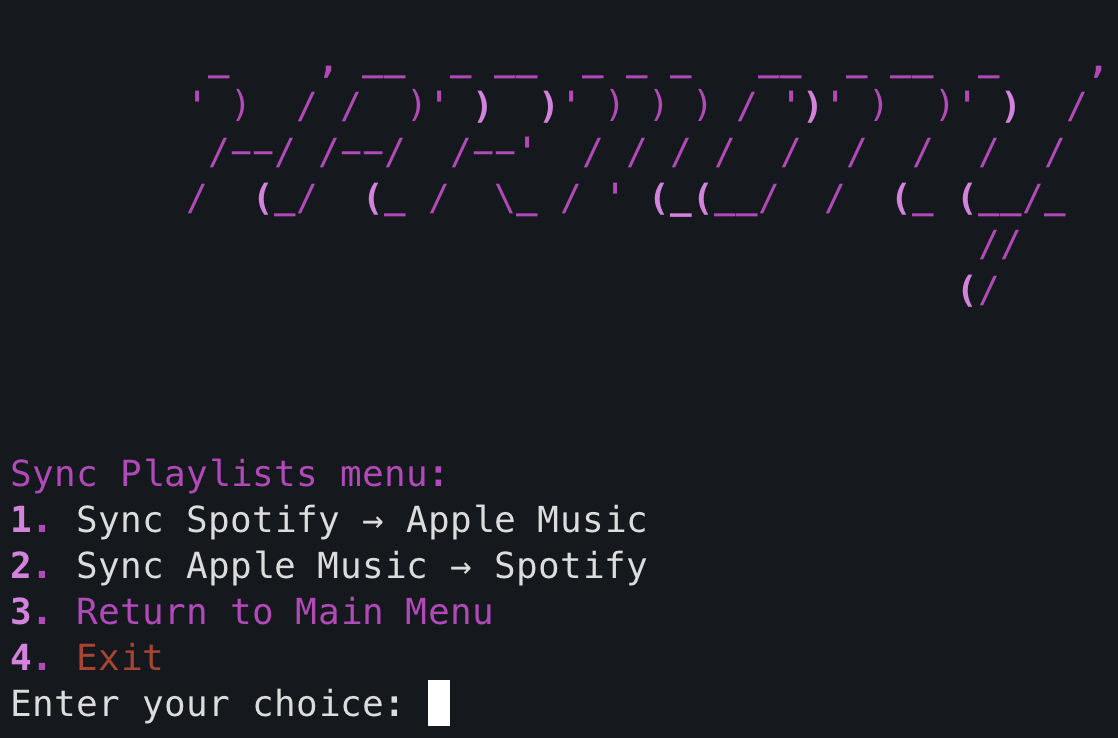 Harmony
Sync Playlists menu:
1. Sync Spotify → Apple Music
2. Sync Apple Music → Spotify
3. Return to Main Menu
4. Exit
Enter your choice: